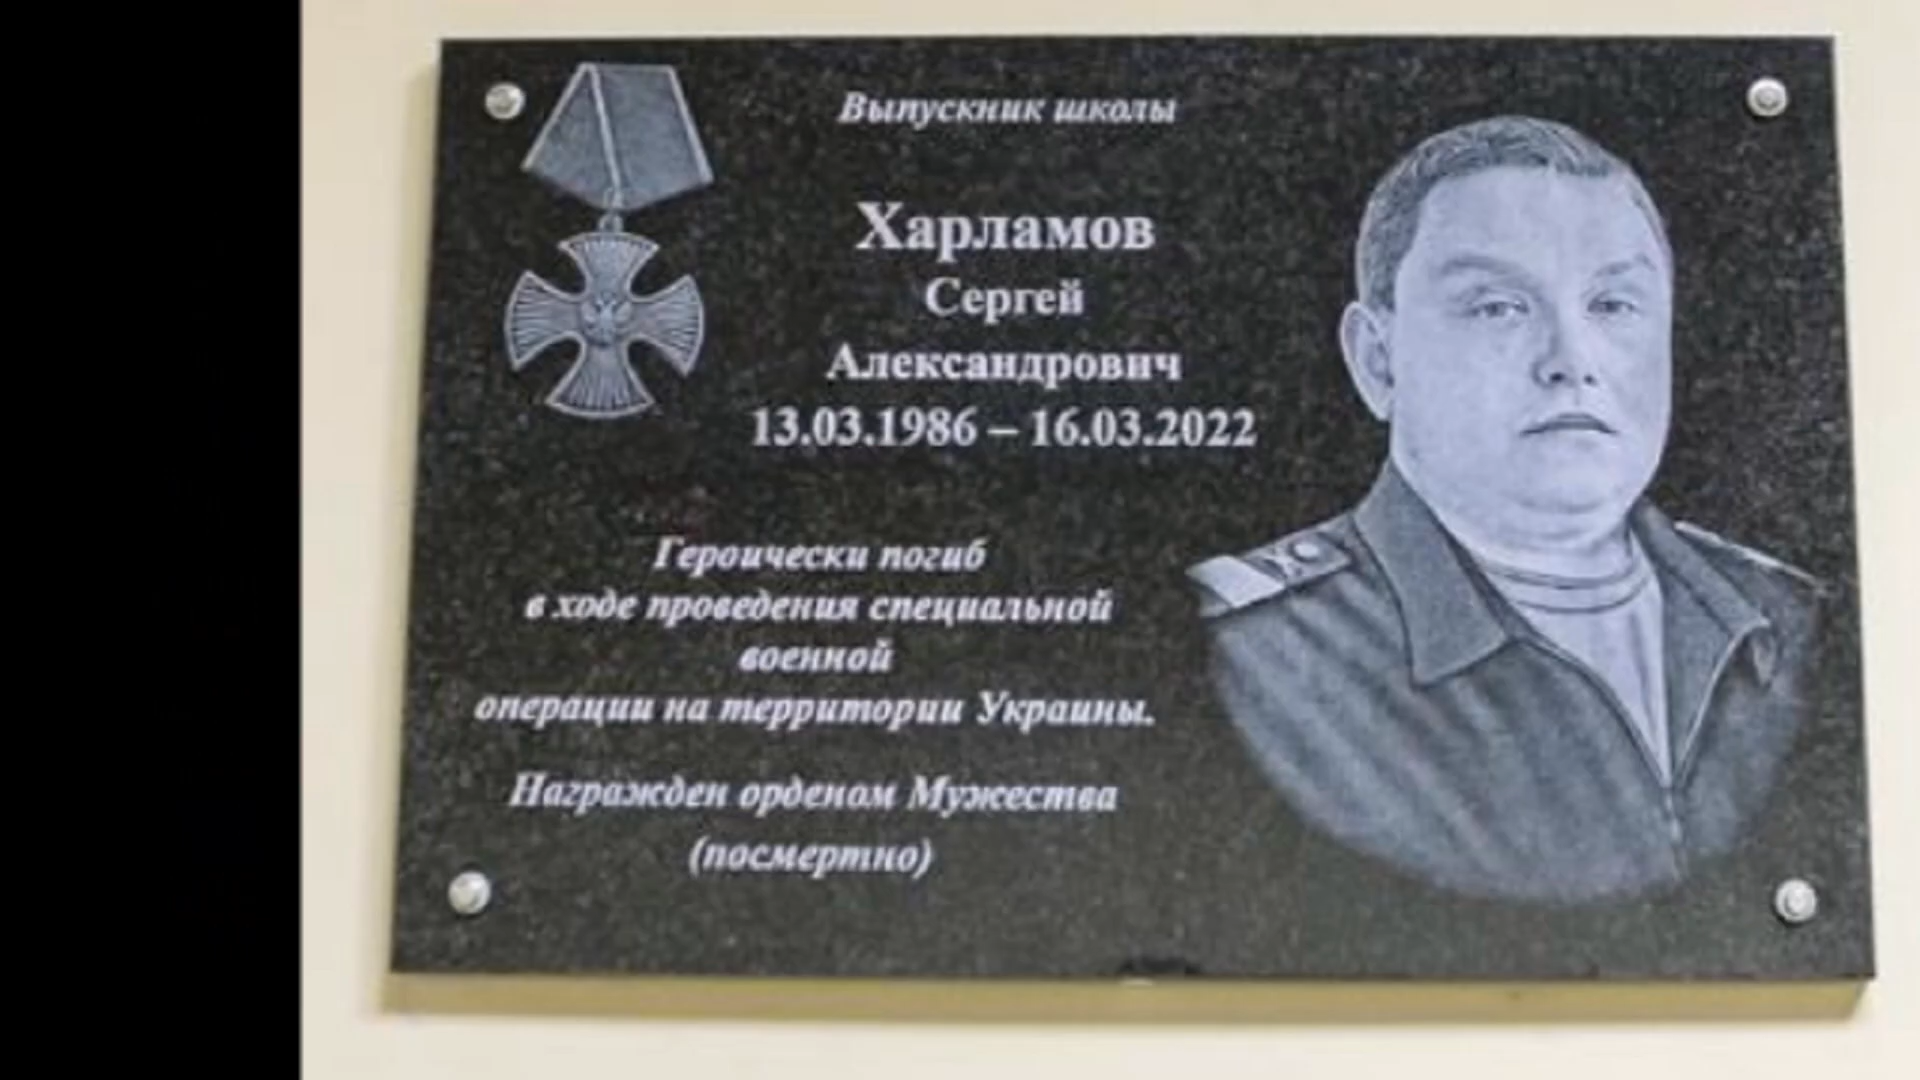 Выпускник школы
Харламов
Сергей
Александрович
13.03.1986 – 16.03.2022
Героически погиб
в ходе проведения специальной
военной
операции на территории Украины.
Награжден орденом Мужества
(посмертно)